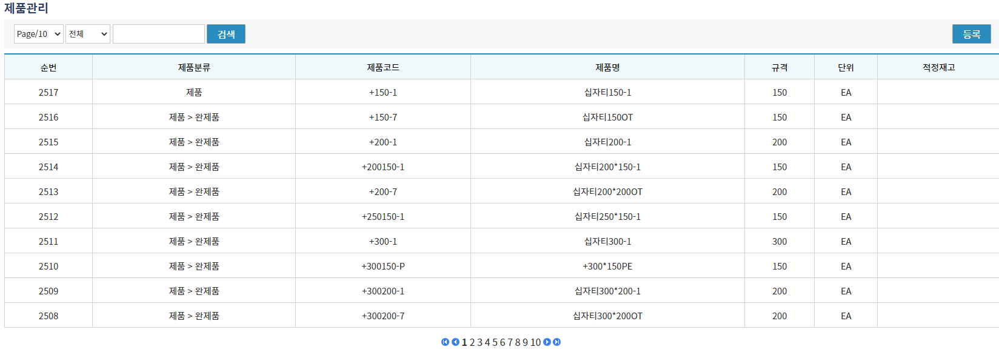 제품관리
Page/10 전체 검색 등록
순번 제품분류 제품코드 제품명 규격 단위 적정재고
2517 제품 +150-1 십자티150-1 150 EA
2516 제품 > 완제품 +150-7 십자티150OT 150 EA
2515 제품 > 완제품 +200-1 십자티200-1 200 EA
2514 제품 > 완제품 +200150-1 십자티200*150-1 150 EA
2513 제품 > 완제품 +200-7 십자티200*200OT 200 EA
2512 제품 > 완제품 +250150-1 십자티250*150-1 150 EA
2511 제품 > 완제품 +300-1 십자티300-1 300 EA
2510 제품 > 완제품 +300150-P +300*150PE 150 EA
2509 제품 > 완제품 +300200-1 십자티300*200-1 200 EA
2508 제품 > 완제품 +300200-7 십자티300*200OT 200 EA
1 2 3 4 5 6 7 8 9 10